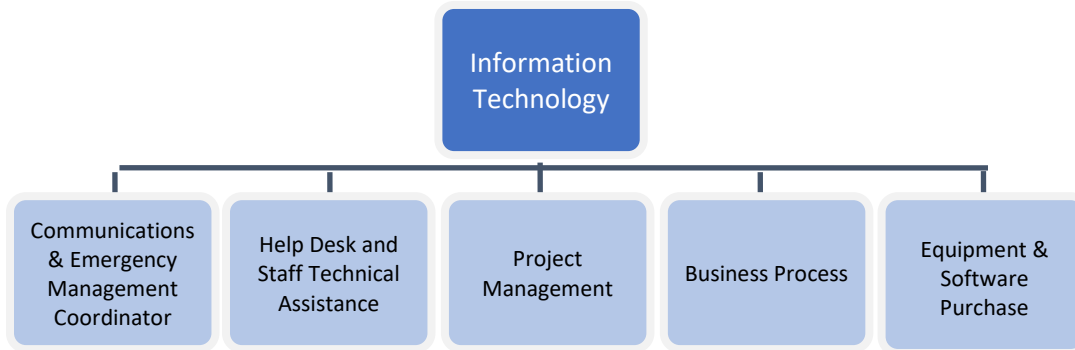 Information
Technology
Communications
& Emergency
Management
Coordinator
Help Desk and
Staff Technical
Assistance
Project
Management
Business Process
Equipment &
Software
Purchase